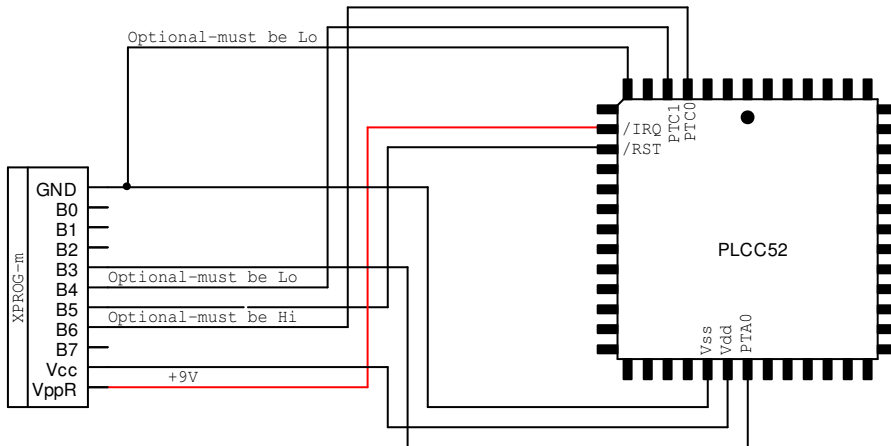 Optional-must be Lo
PTC1
PTC0
/IRQ
/RST
XPROG-m
GND
B0
B1
B2
B3
Optional-must be Lo
B4
B5
Optional-must be Hi
B6
B7
Vcc
+9V
VppR
PLCC52
Vss
Vdd
PTA0